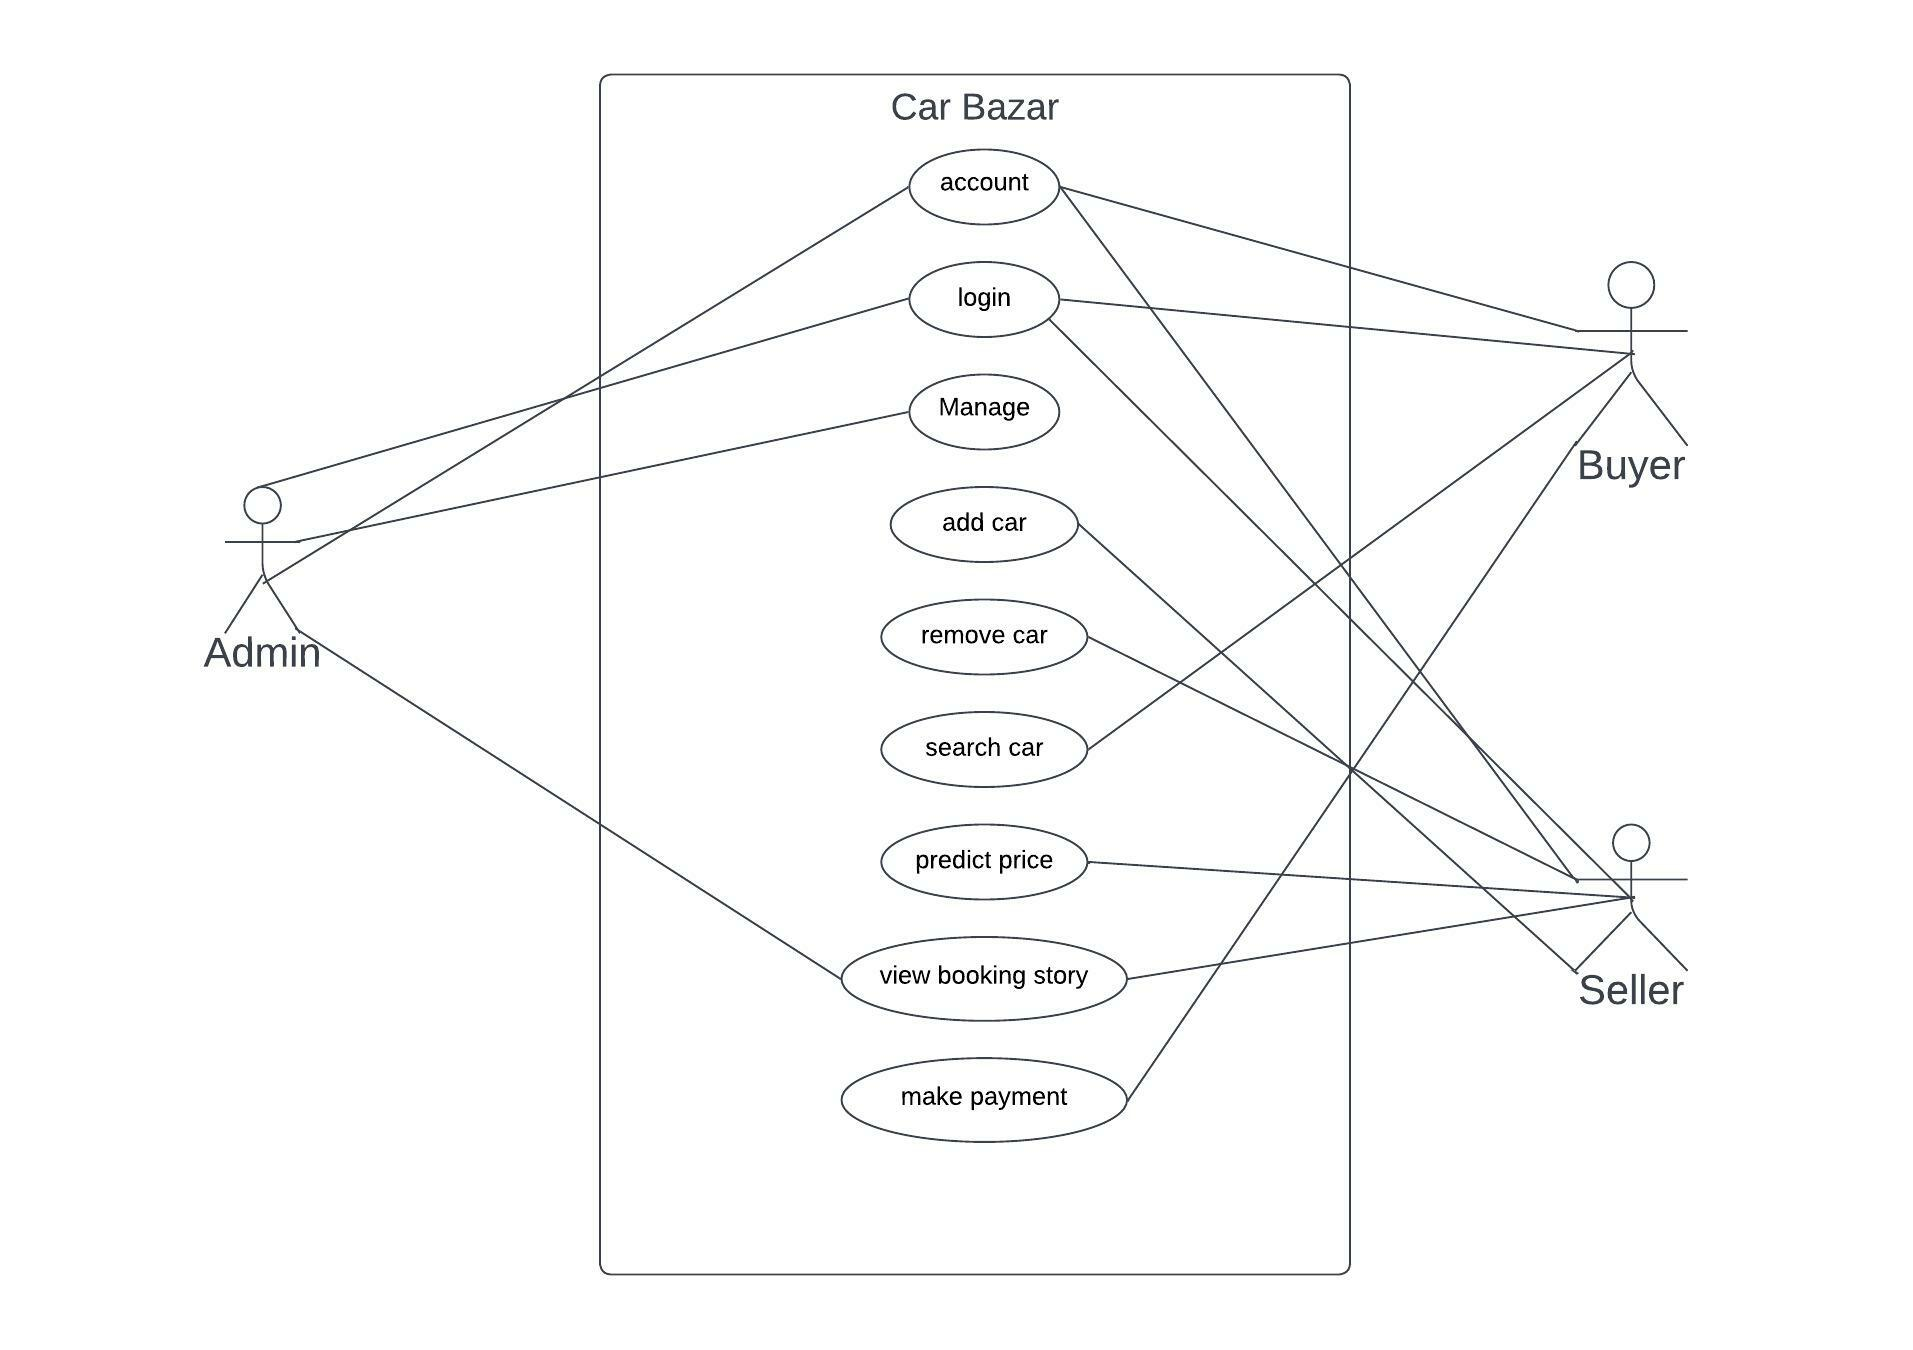 Car Bazar
account
login
Manage
add car
remove car
search car
predict price
view booking story
make payment
Admin
Buyer
Seller